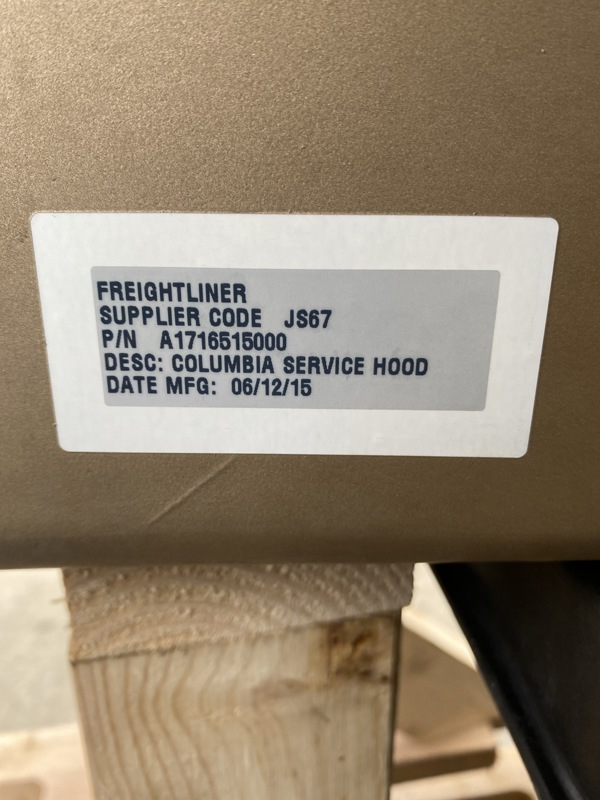 FREIGHTLINER
SUPPLIER CODE JS67
P/N A1716515000
DESC: COLUMBIA SERVICE HOOD
DATE MFG: 06/12/15